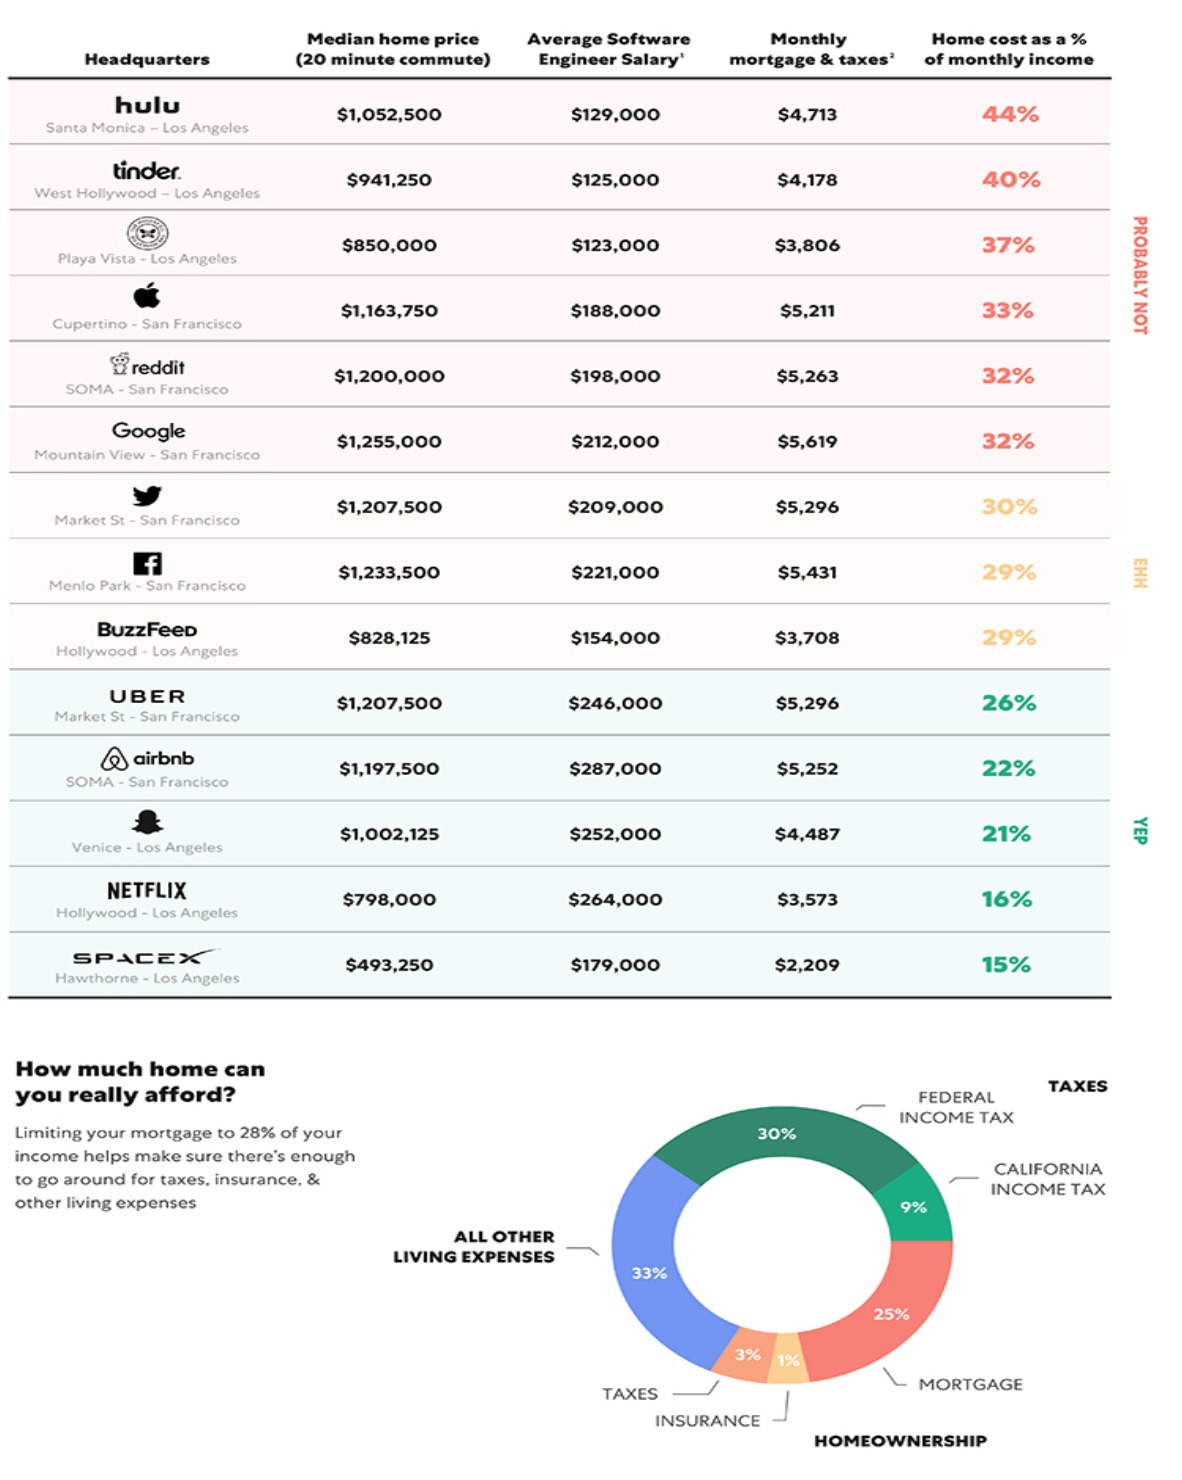 Headquarters
Median home price
(20 minute commute)
Average Software
Engineer Salary¹
Monthly
mortgage & taxes²
Home cost as a %
of monthly income
hulu
Santa Monica – Los Angeles
$1,052,500
$129,000
$4,713
44%
tinder.
West Hollywood – Los Angeles
$941,250
$125,000
$4,178
40%
Playa Vista - Los Angeles
$850,000
$123,000
$3,806
37%
Cupertino - San Francisco
$1,163,750
$188,000
$5,211
33%
reddit
SOMA - San Francisco
$1,200,000
$198,000
$5,263
32%
Google
Mountain View - San Francisco
$1,255,000
$212,000
$5,619
32%
PROBABLY NOT
Market St - San Francisco
$1,207,500
$209,000
$5,296
30%
Menlo Park - San Francisco
$1,233,500
$221,000
$5,431
29%
BuzzFeed
Hollywood - Los Angeles
$828,125
$154,000
$3,708
29%
EHH
UBER
Market St - San Francisco
$1,207,500
$246,000
$5,296
26%
airbnb
SOMA - San Francisco
$1,197,500
$287,000
$5,252
22%
Venice - Los Angeles
$1,002,125
$252,000
$4,487
21%
NETFLIX
Hollywood - Los Angeles
$798,000
$264,000
$3,573
16%
SPACEX
Hawthorne - Los Angeles
$493,250
$179,000
$2,209
15%
YEP
How much home can
you really afford?
Limiting your mortgage to 28% of your
income helps make sure there's enough
to go around for taxes, insurance, &
other living expenses
TAXES
FEDERAL
INCOME TAX
30%
CALIFORNIA
INCOME TAX
9%
ALL OTHER
LIVING EXPENSES
33%
25%
MORTGAGE
3%
TAXES
1%
INSURANCE
HOMEOWNERSHIP